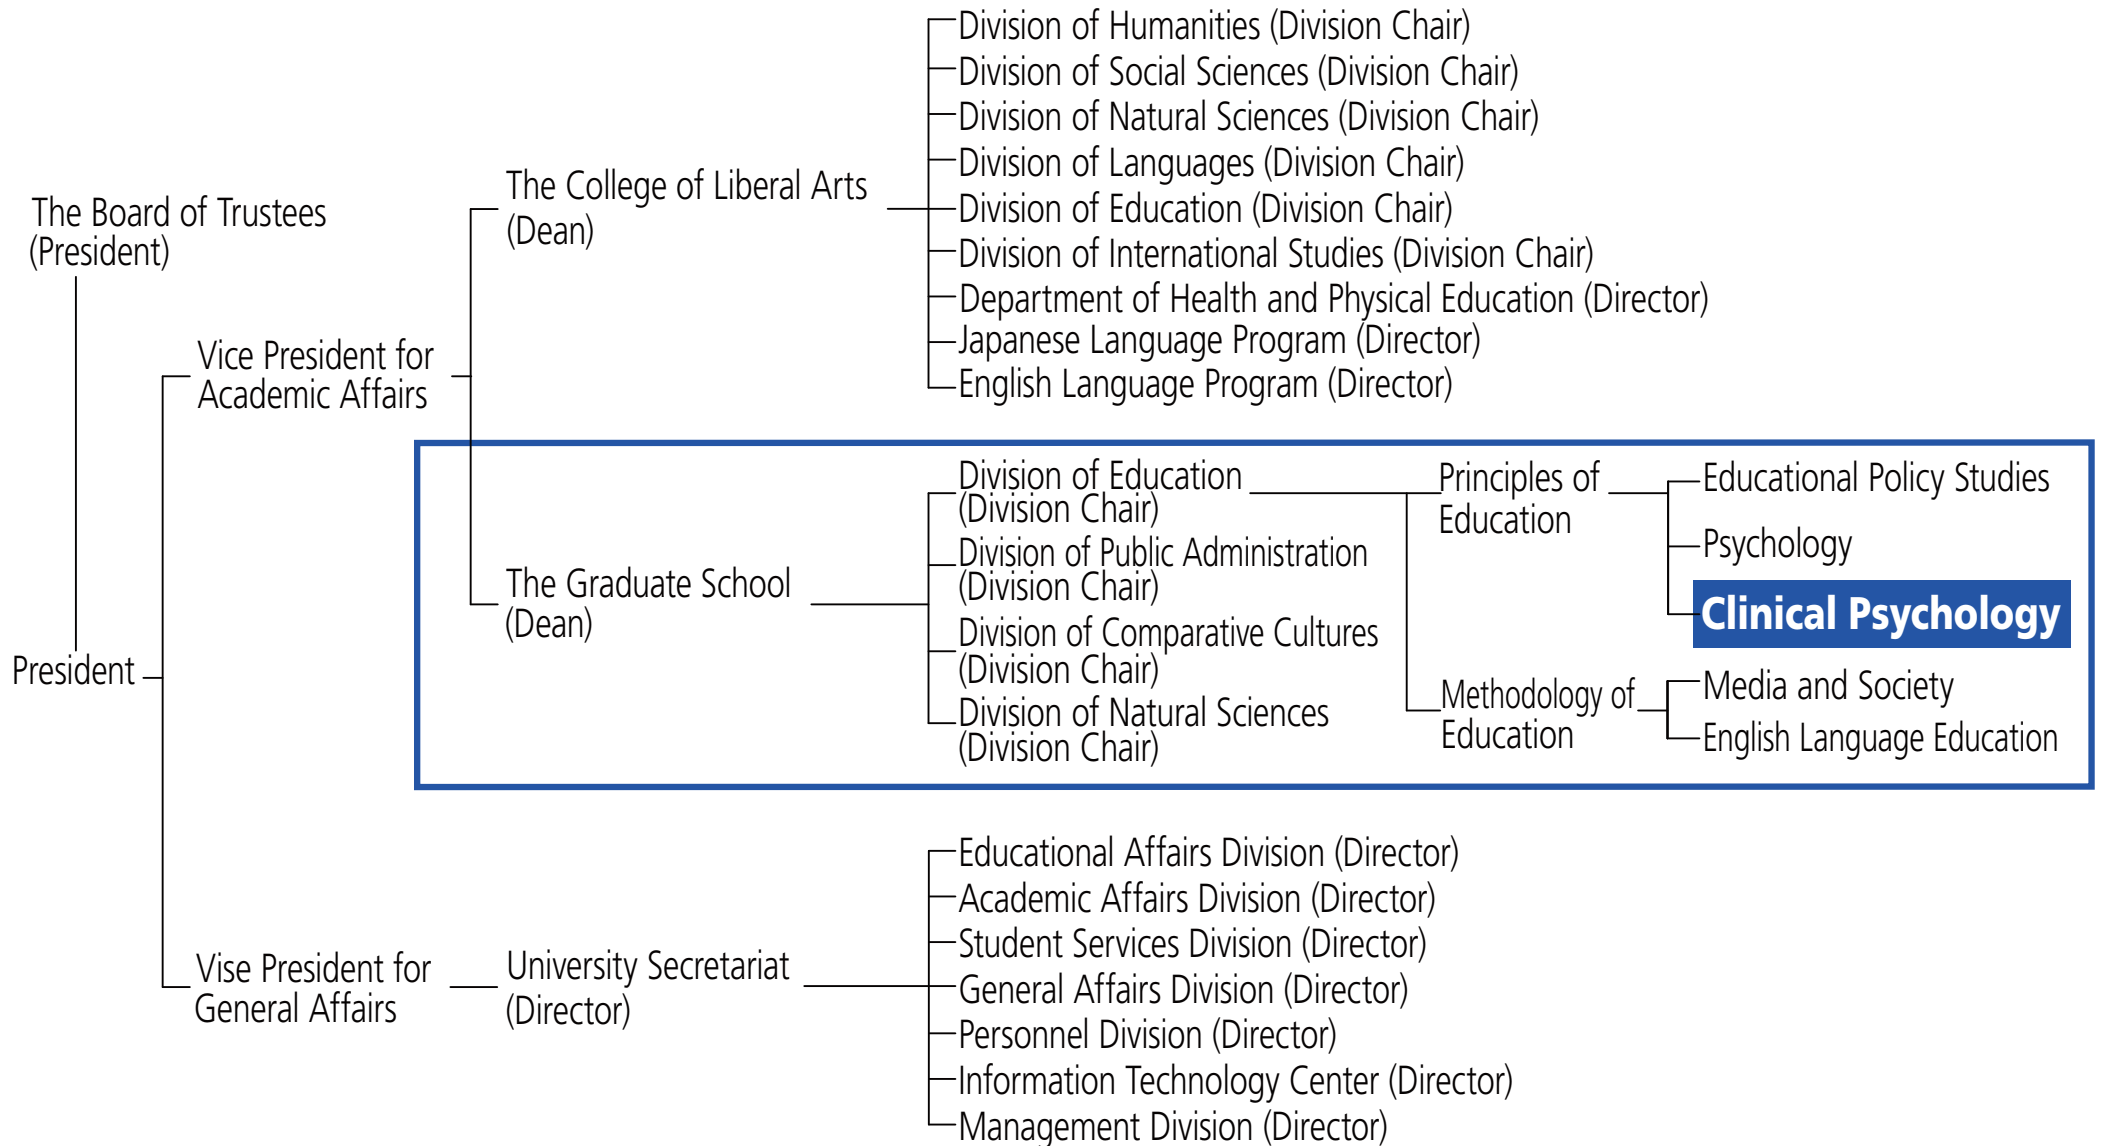 The Board of Trustees
(President)
President
Vice President for
Academic Affairs
The College of Liberal Arts
(Dean)
Division of Humanities (Division Chair)
Division of Social Sciences (Division Chair)
Division of Natural Sciences (Division Chair)
Division of Languages (Division Chair)
Division of Education (Division Chair)
Division of International Studies (Division Chair)
Department of Health and Physical Education (Director)
Japanese Language Program (Director)
English Language Program (Director)
The Graduate School
(Dean)
Division of Education
(Division Chair)
Division of Public Administration
(Division Chair)
Division of Comparative Cultures
(Division Chair)
Division of Natural Sciences
(Division Chair)
Principles of
Education
Educational Policy Studies
Psychology
Clinical Psychology
Methodology of
Education
Media and Society
English Language Education
Vise President for
General Affairs
University Secretariat
(Director)
Educational Affairs Division (Director)
Academic Affairs Division (Director)
Student Services Division (Director)
General Affairs Division (Director)
Personnel Division (Director)
Information Technology Center (Director)
Management Division (Director)